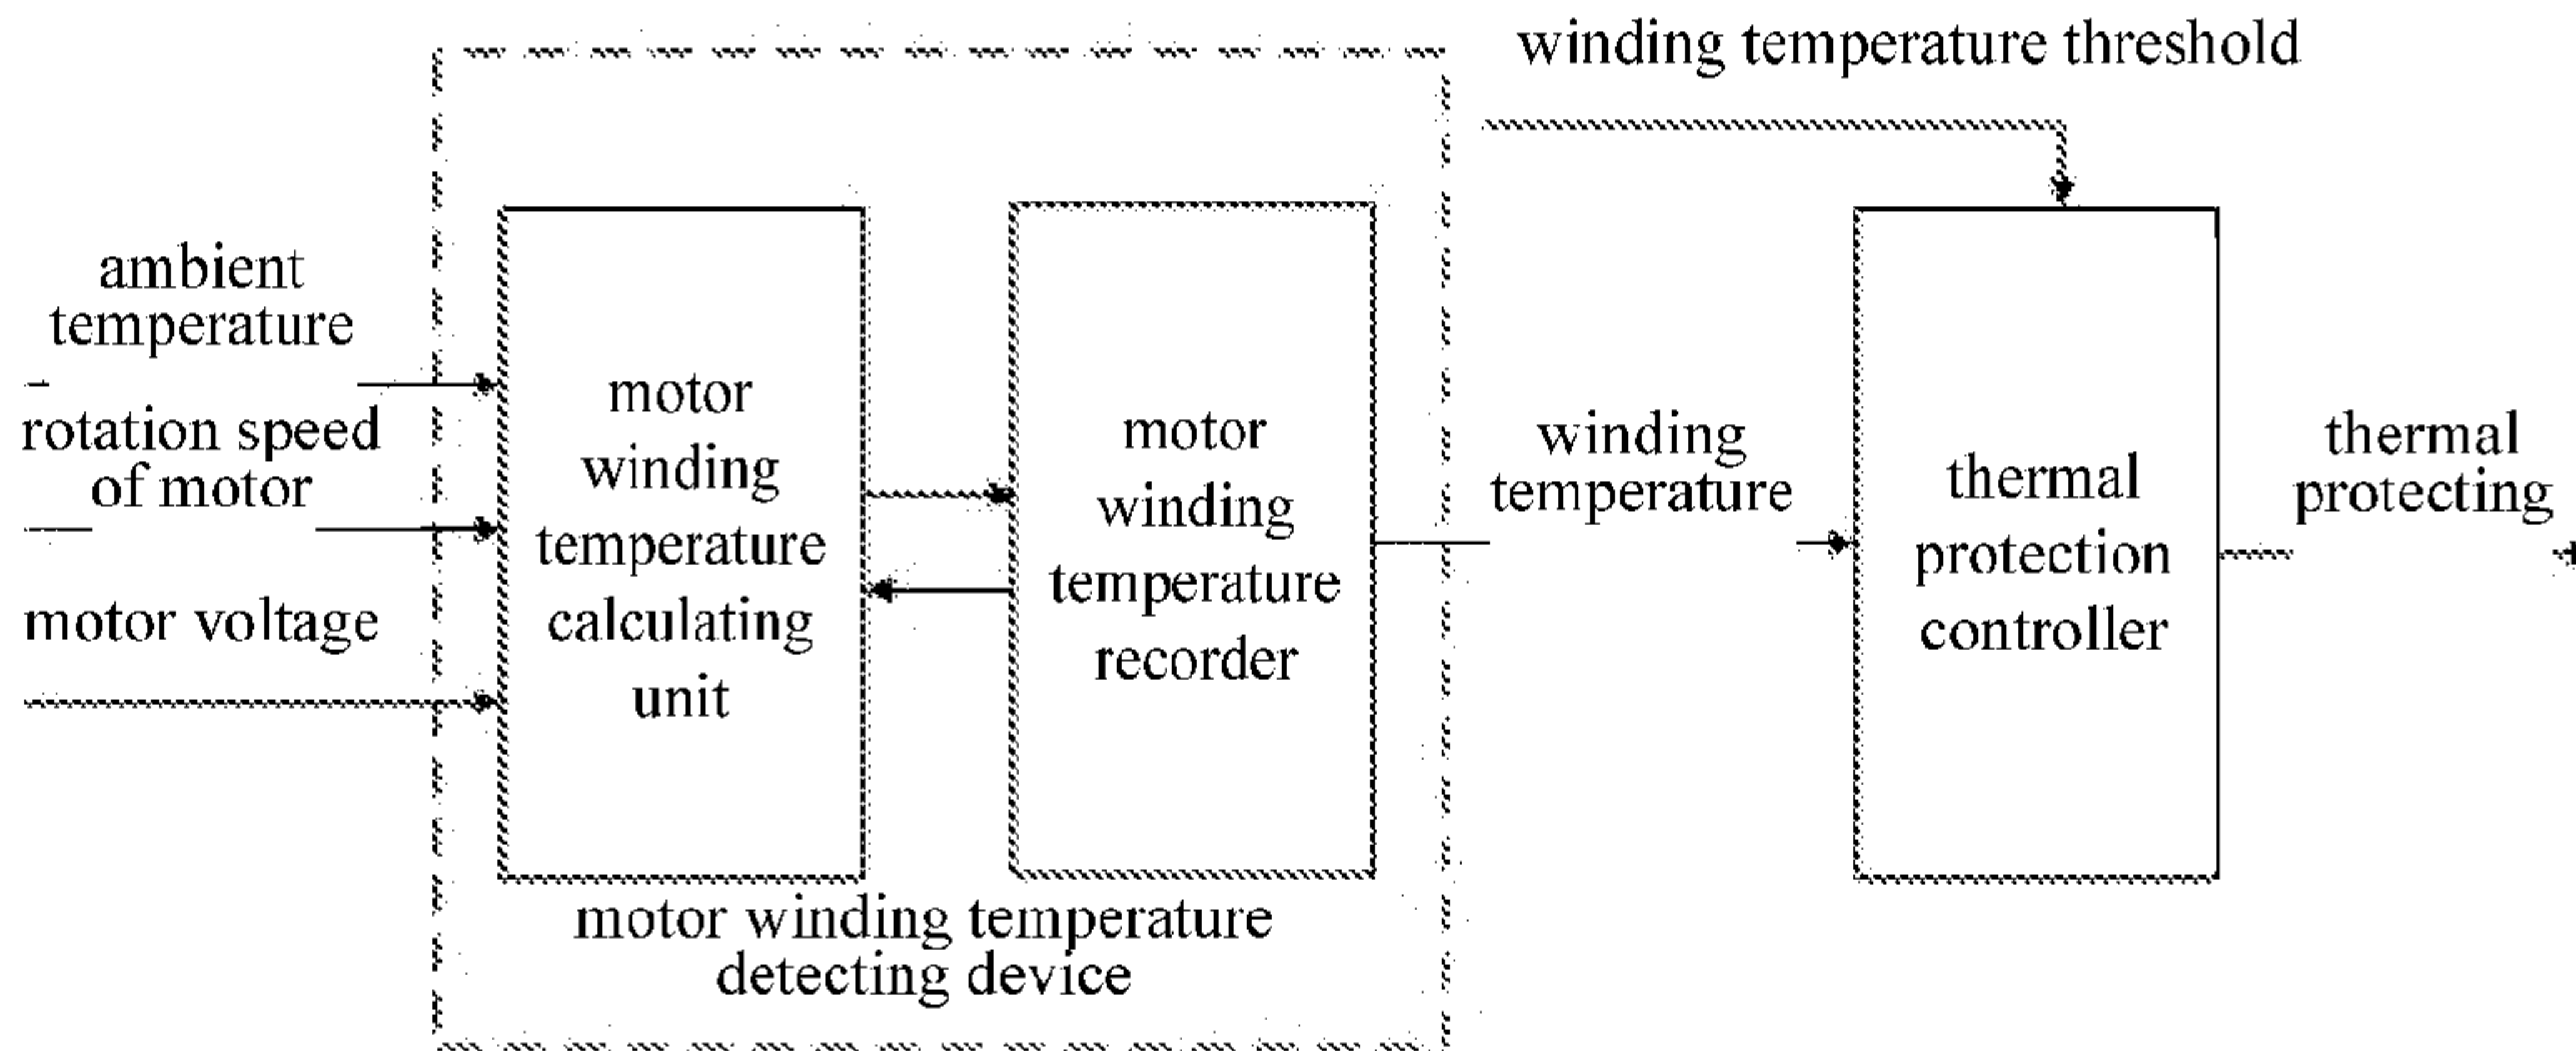 winding temperature threshold
ambient
temperature
rotation speed
of motor
motor voltage
motor
winding
temperature
calculating
unit
motor
winding
temperature
recorder
motor winding temperature
detecting device
winding
temperature
thermal
protection
controller
thermal
protecting